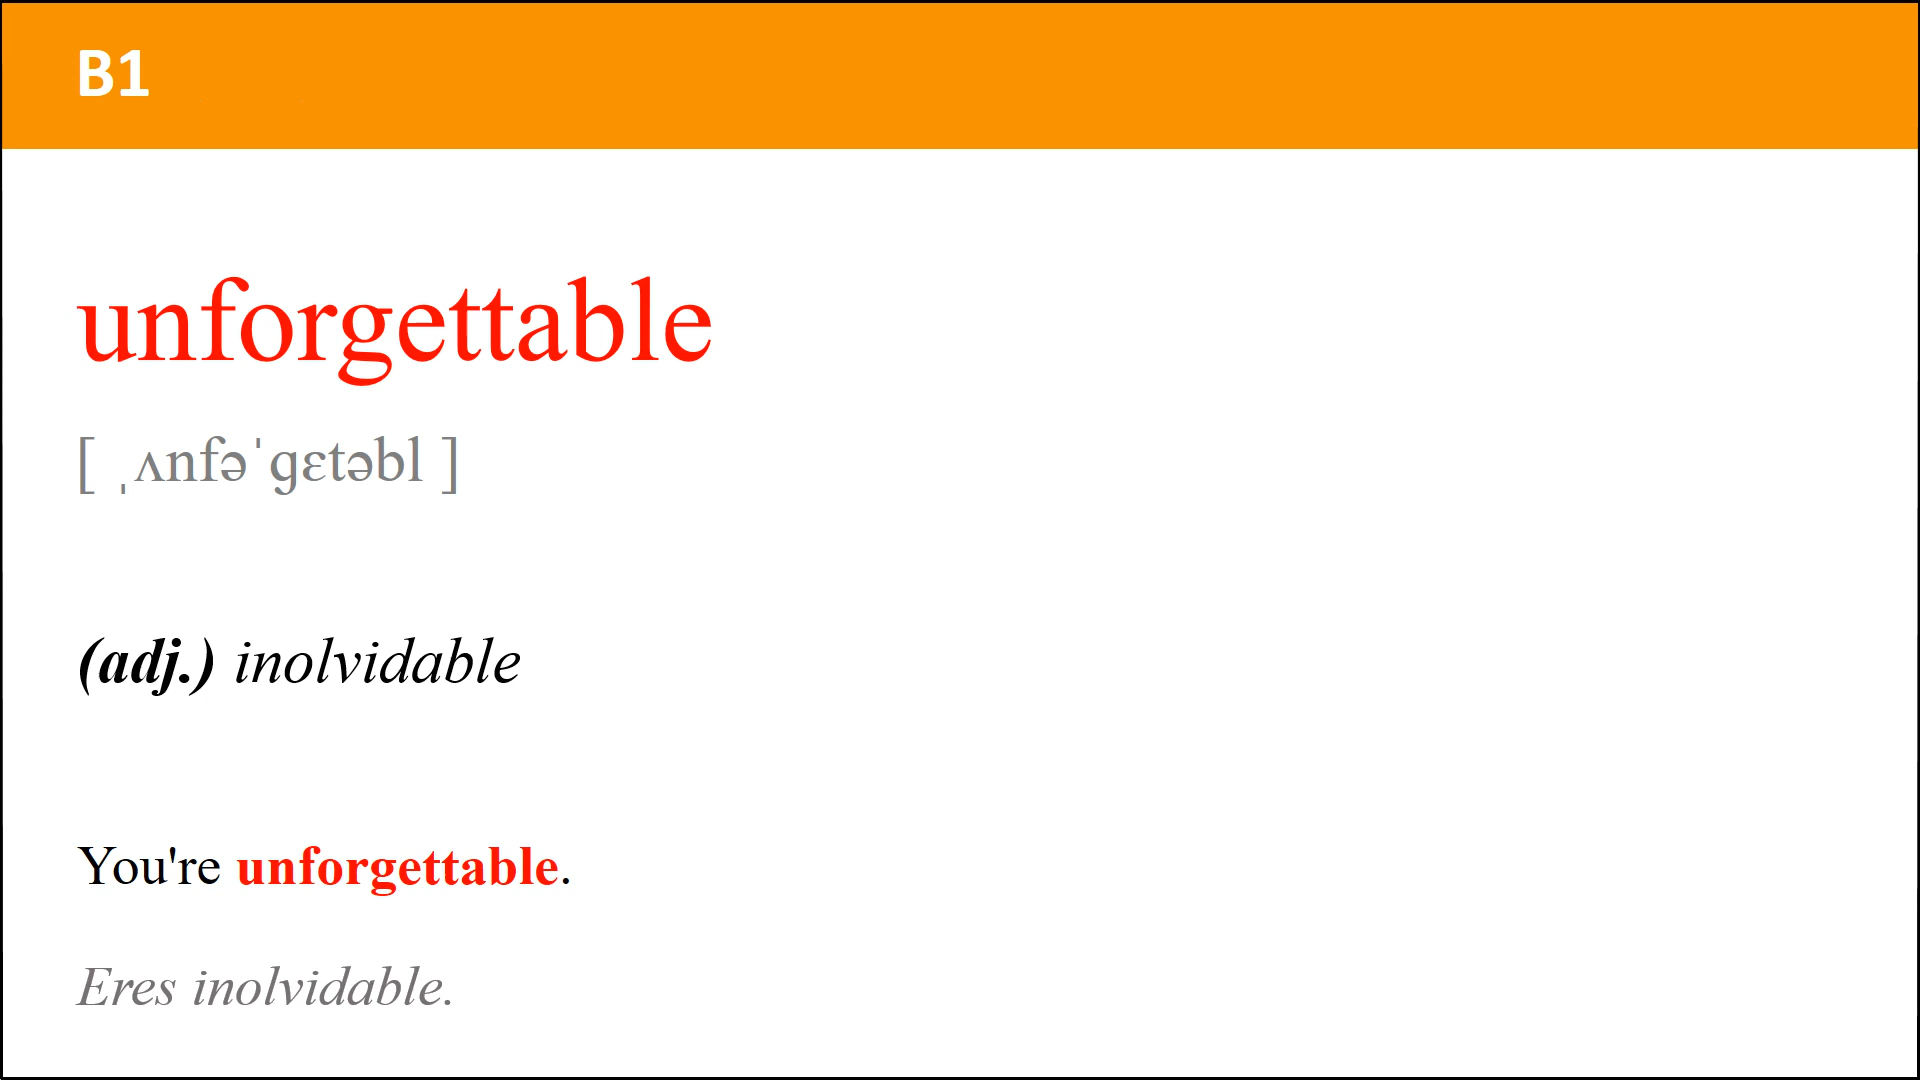 B1
unforgettable
[ ˌʌnfəˈgɛtəbl ]
(adj.) inolvidable
You're unforgettable.
Eres inolvidable.